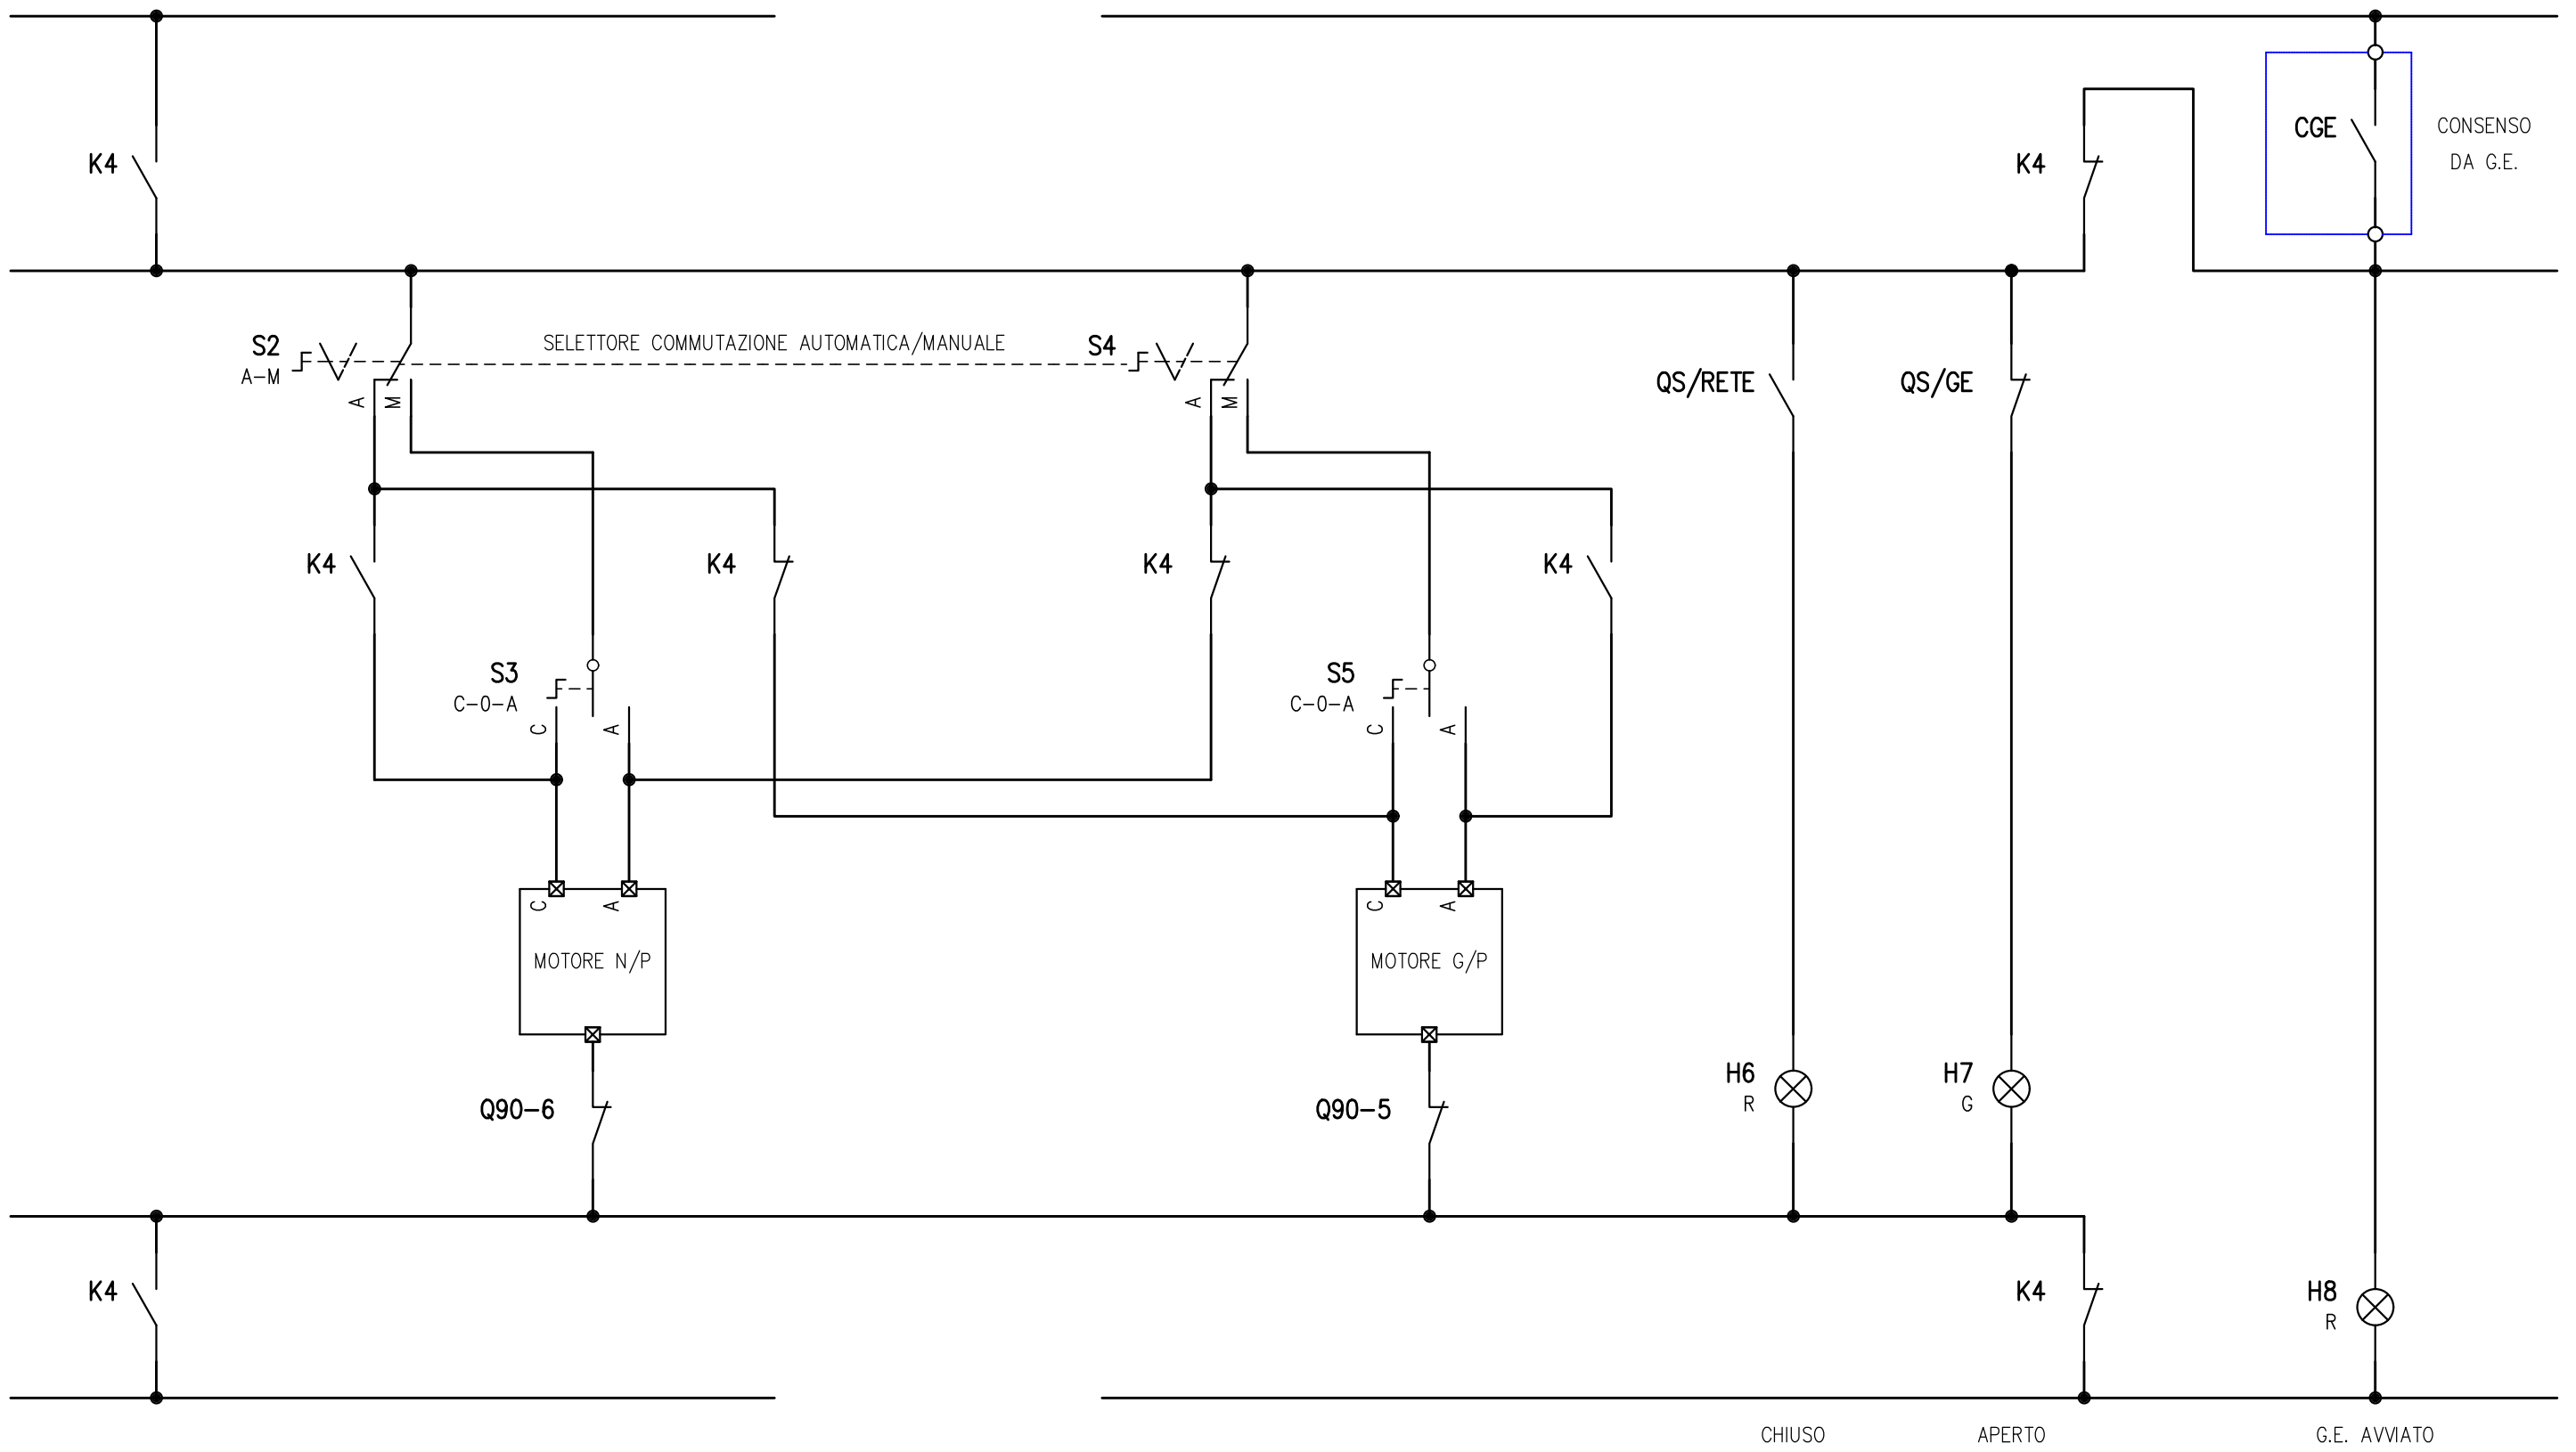 CGE
CONSENSO
DA G.E.
K4
K4
S2
A-M
SELETTORE COMMUTAZIONE AUTOMATICA/MANUALE
S4
A
M
A
M
QS/RETE
QS/GE
K4
K4
K4
K4
S3
C-0-A
C
A
S5
C-0-A
C
A
C
A
MOTORE N/P
C
A
MOTORE G/P
Q90-6
Q90-5
H6
R
H7
G
K4
K4
H8
R
CHIUSO
APERTO
G.E. AVVIATO